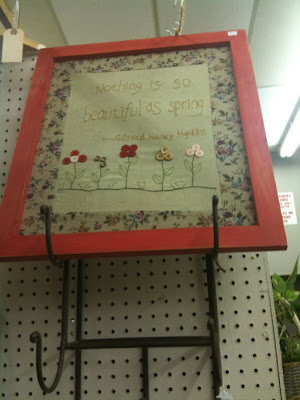 Nothing is so
beautiful as spring
Gerard Manley Hopkins